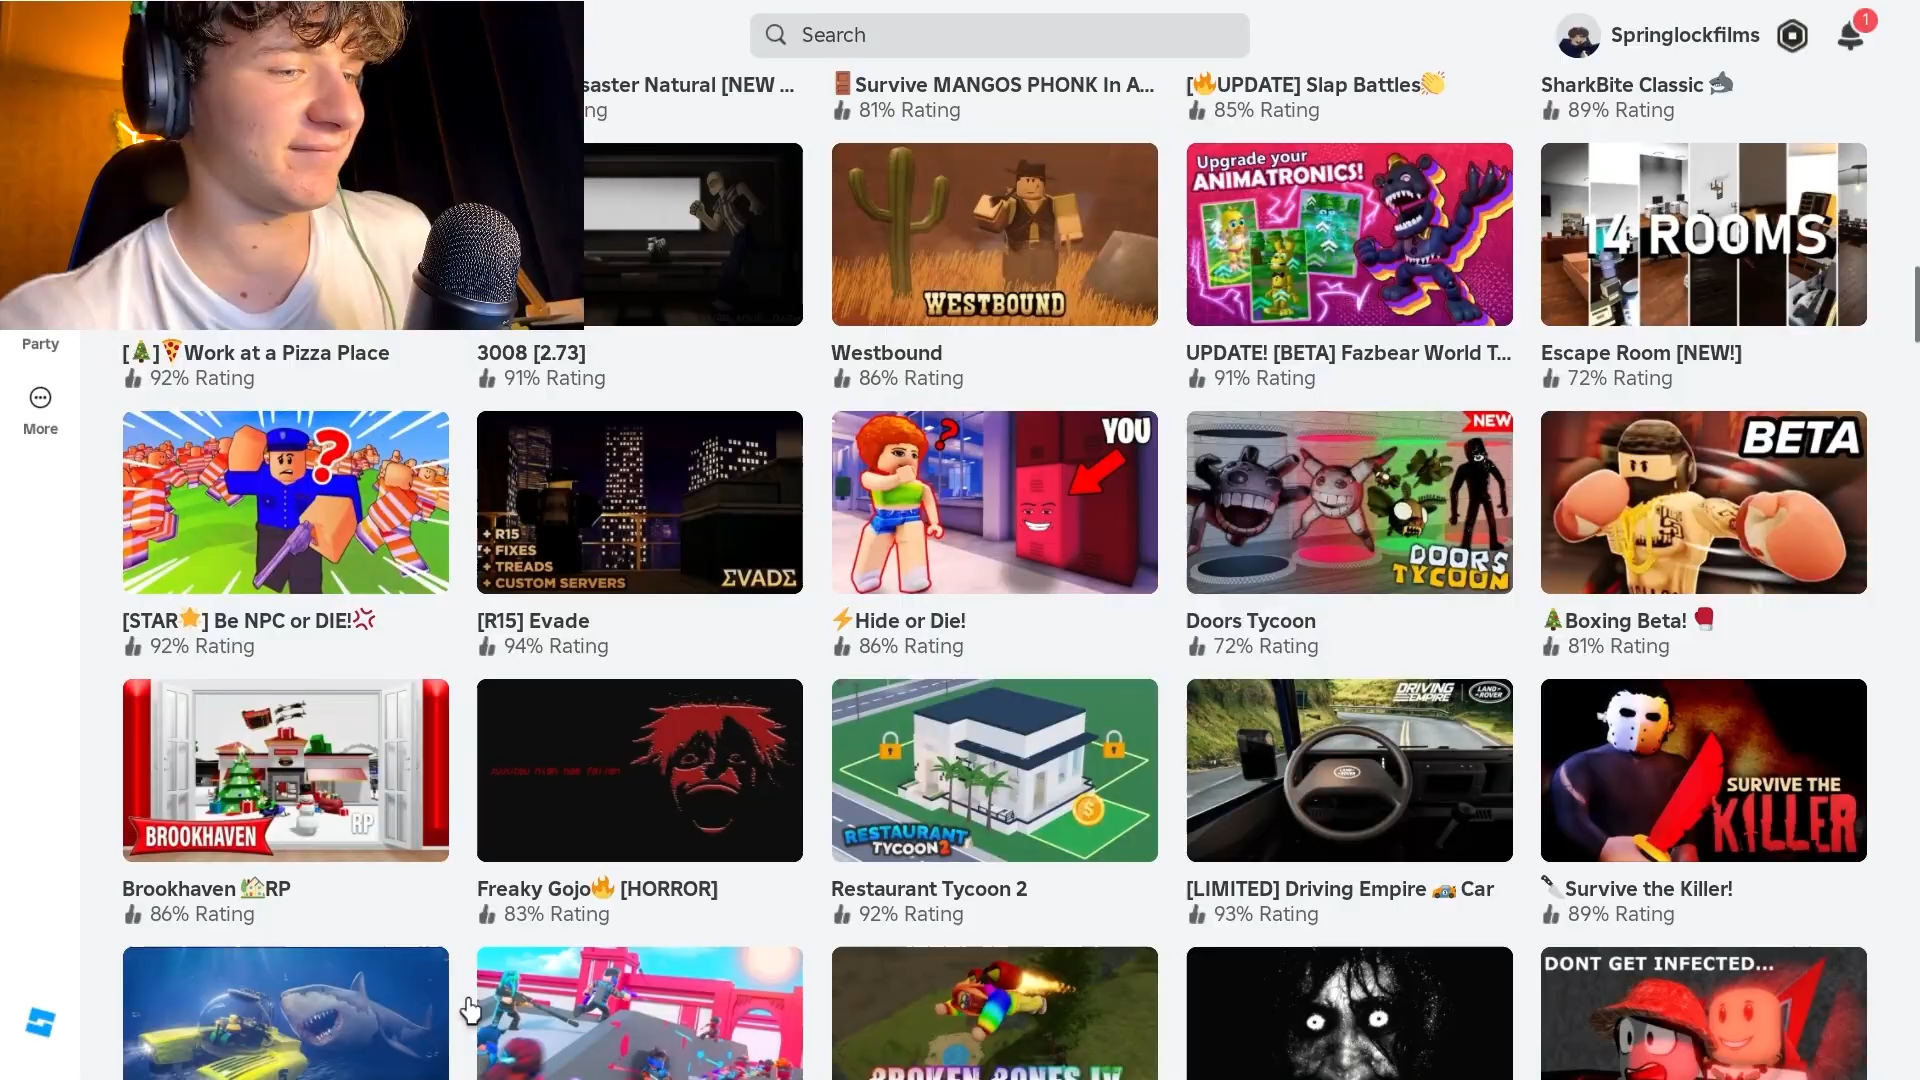 Search
Springlockfilms
1
saster Natural [NEW ...
ng
Survive MANGOS PHONK In A...
81% Rating
[🔥UPDATE] Slap Battles👏
85% Rating
SharkBite Classic 🦈
89% Rating
WESTBOUND
Upgrade your
ANIMATRONICS!
14 ROOMS
Party
[🎄]🍕Work at a Pizza Place
92% Rating
3008 [2.73]
91% Rating
Westbound
86% Rating
UPDATE! [BETA] Fazbear World T...
91% Rating
Escape Room [NEW!]
72% Rating
More
?
+ R15
+ FIXES
+ TREADS
+ CUSTOM SERVERS
ΣVADΣ
?
YOU
NEW
DOORS
TYCOON
BETA
[STAR⭐] Be NPC or DIE!💢
92% Rating
[R15] Evade
94% Rating
⚡Hide or Die!
86% Rating
Doors Tycoon
72% Rating
🎄Boxing Beta! 🥊
81% Rating
BROOKHAVEN
RP
RESTAURANT
TYCOON 2
DRIVING
EMPIRE
LAND-
ROVER
SURVIVE THE
KILLER
Brookhaven 🏡RP
86% Rating
Freaky Gojo🔥 [HORROR]
83% Rating
Restaurant Tycoon 2
92% Rating
[LIMITED] Driving Empire 🚗 Car
93% Rating
🔪Survive the Killer!
89% Rating
BROKEN BONES IV
DONT GET INFECTED...